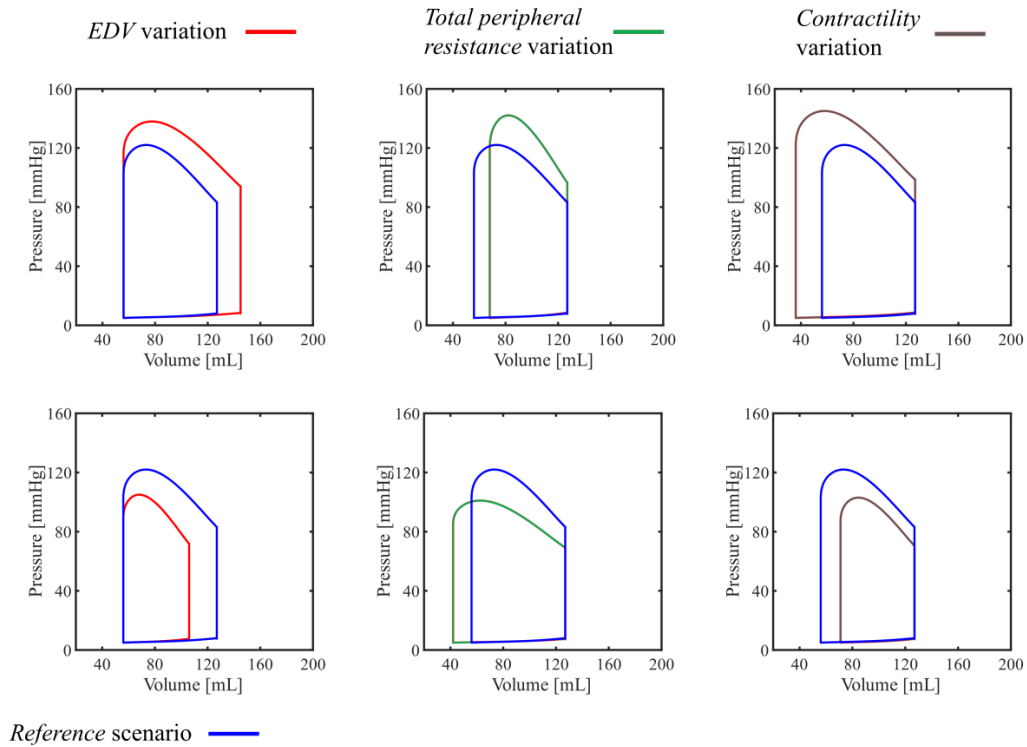 EDV variation
Total peripheral
resistance variation
Contractility
variation
160
120
80
40
0
Pressure [mmHg]
40 80 120 160 200
Volume [mL]
160
120
80
40
0
Pressure [mmHg]
40 80 120 160 200
Volume [mL]
160
120
80
40
0
Pressure [mmHg]
40 80 120 160 200
Volume [mL]
160
120
80
40
0
Pressure [mmHg]
40 80 120 160 200
Volume [mL]
160
120
80
40
0
Pressure [mmHg]
40 80 120 160 200
Volume [mL]
160
120
80
40
0
Pressure [mmHg]
40 80 120 160 200
Volume [mL]
Reference scenario